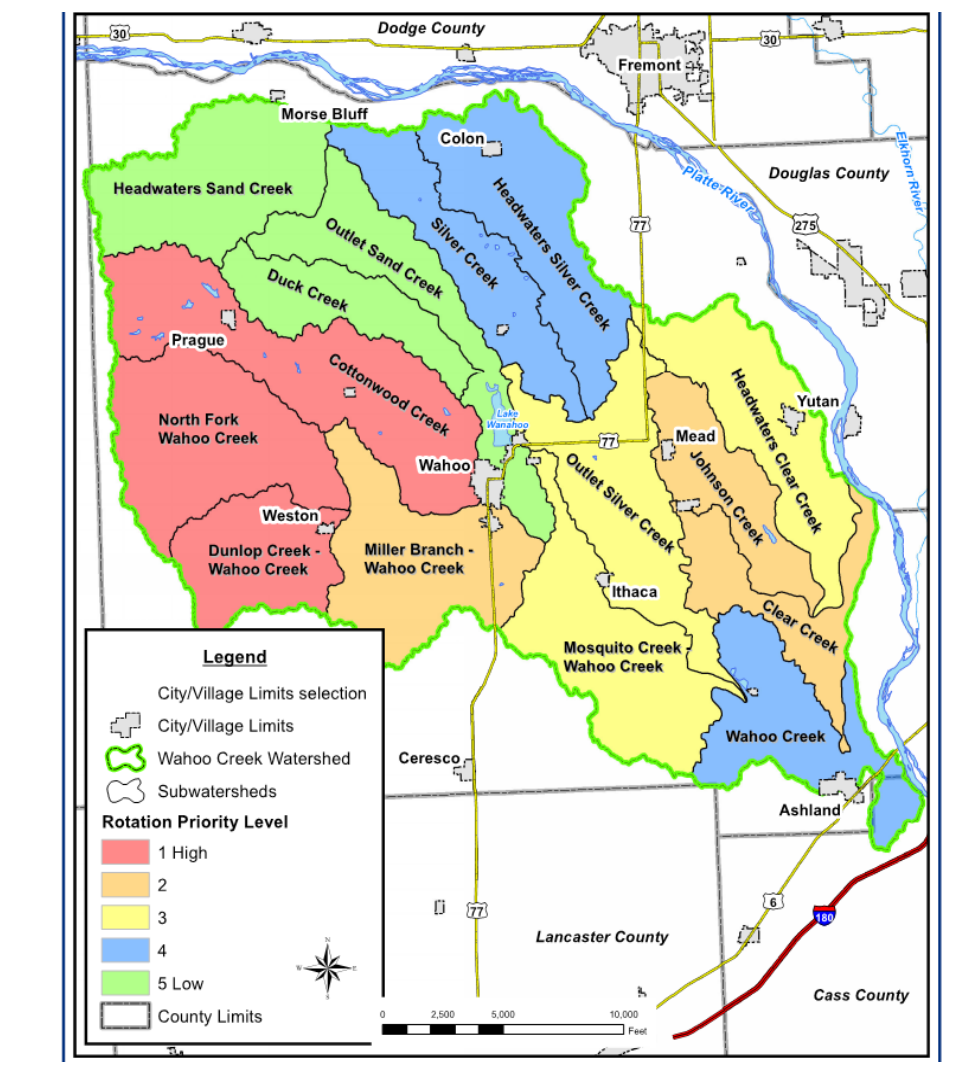 30
Dodge County
30
Fremont
Morse Bluff
Colon
Elkhorn River
Platte River
Douglas County
Headwaters Sand Creek
Headwaters Silver Creek
Silver Creek
Outlet Sand Creek
77
275
Duck Creek
Prague
Cottonwood Creek
Headwaters Clear Creek
Yutan
North Fork
Wahoo Creek
Lake
Wanahoo
77
Mead
Wahoo
Outlet Silver Creek
Johnson Creek
Weston
Dunlop Creek -
Wahoo Creek
Miller Branch -
Wahoo Creek
Ithaca
Clear Creek
Mosquito Creek -
Wahoo Creek
Wahoo Creek
Ceresco
Ashland
Legend
City/Village Limits selection
City/Village Limits
Wahoo Creek Watershed
Subwatersheds
Rotation Priority Level
1 High
2
3
4
5 Low
County Limits
N
W
E
S
77
6
180
Lancaster County
Cass County
0
2,500
5,000
10,000
Feet